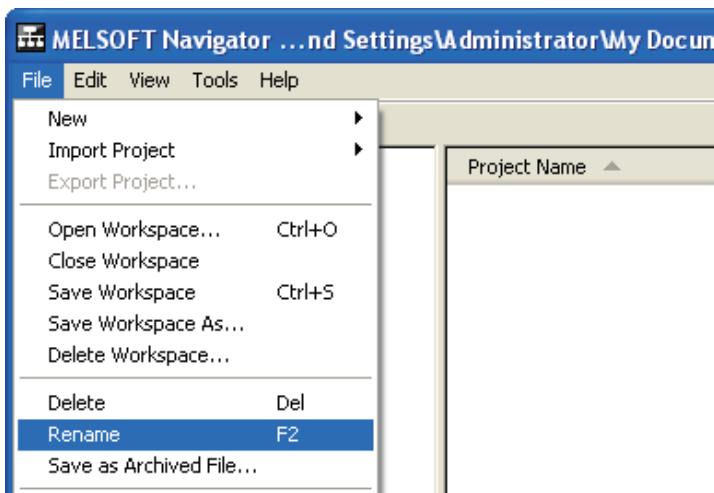 MELSOFT Navigator ...nd Settings\Administrator\My Docum
File Edit View Tools Help
New
Import Project
Project Name
Export Project...
Open Workspace... Ctrl+O
Close Workspace
Save Workspace Ctrl+S
Save Workspace As...
Delete Workspace...
Delete Del
Rename F2
Save as Archived File...